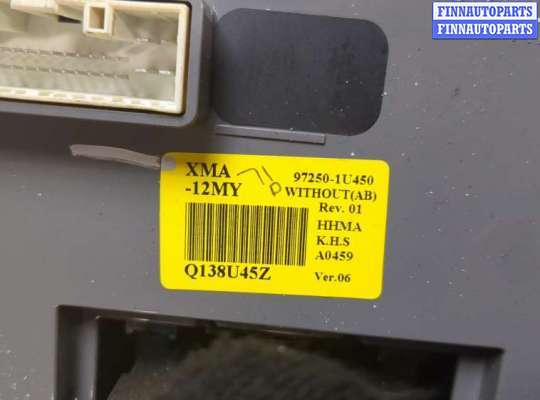 FINNAUTOPARTS
FINNAUTOPARTS
XMA
-12MY
97250-1U450
WITHOUT(AB)
Rev. 01
HHMA
K.H.S
A0459
Q138U45Z
Ver.06